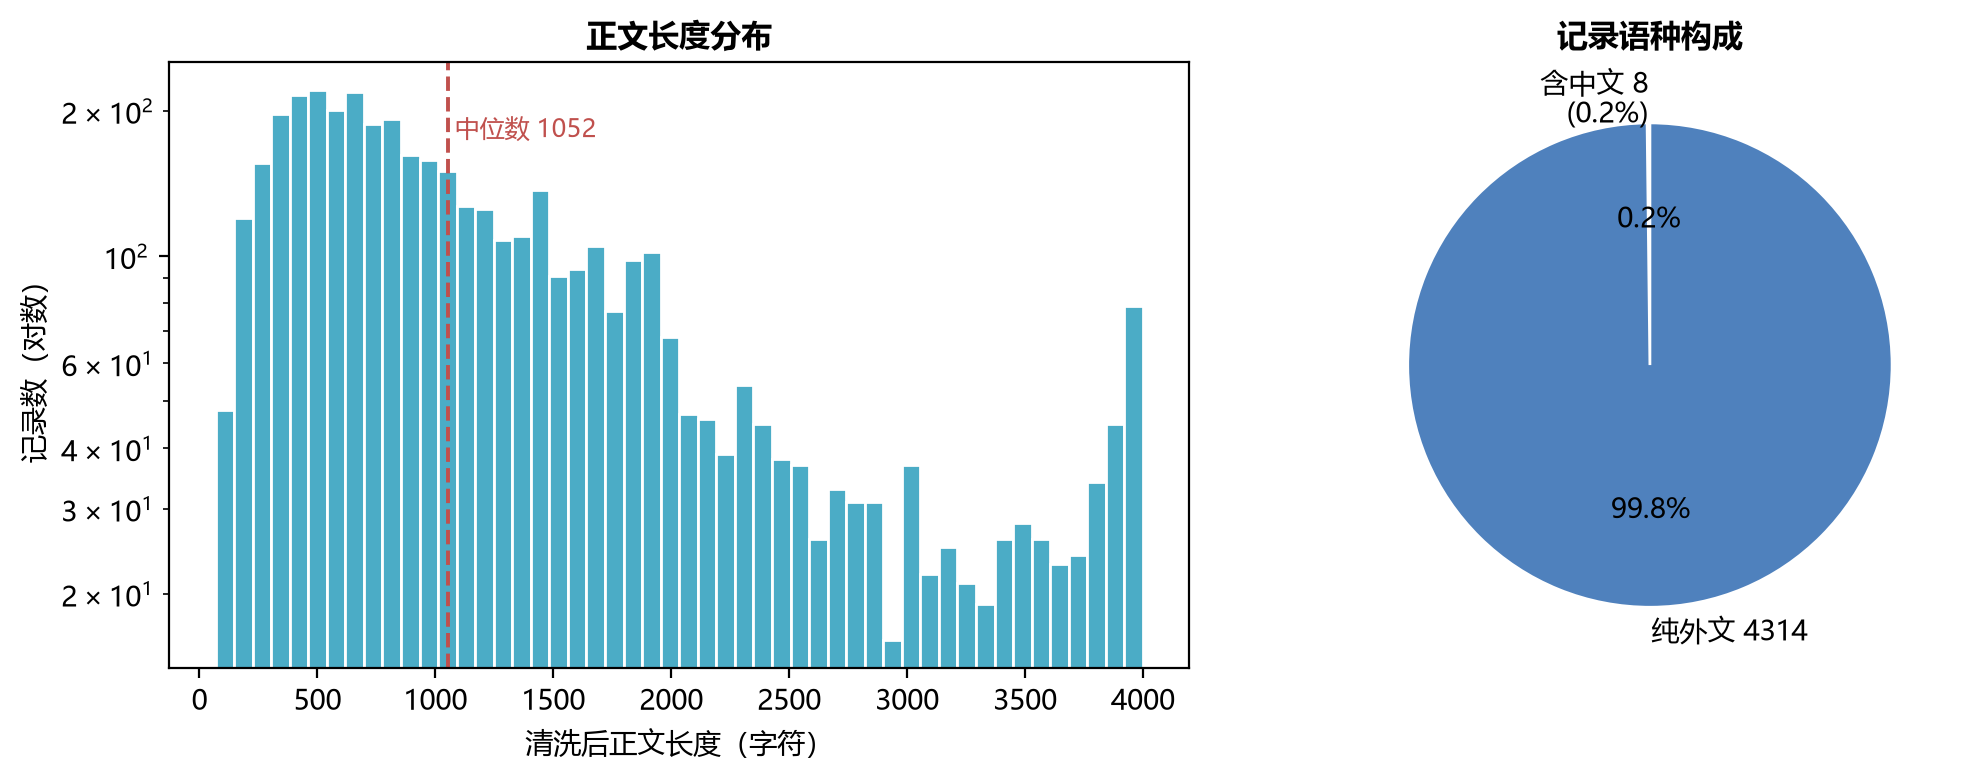 正文长度分布
2 × 10²
10²
6 × 10¹
4 × 10¹
3 × 10¹
2 × 10¹
记录数（对数）
中位数 1052
0 500 1000 1500 2000 2500 3000 3500 4000
清洗后正文长度（字符）
记录语种构成
含中文 8
(0.2%)
0.2%
99.8%
纯外文 4314